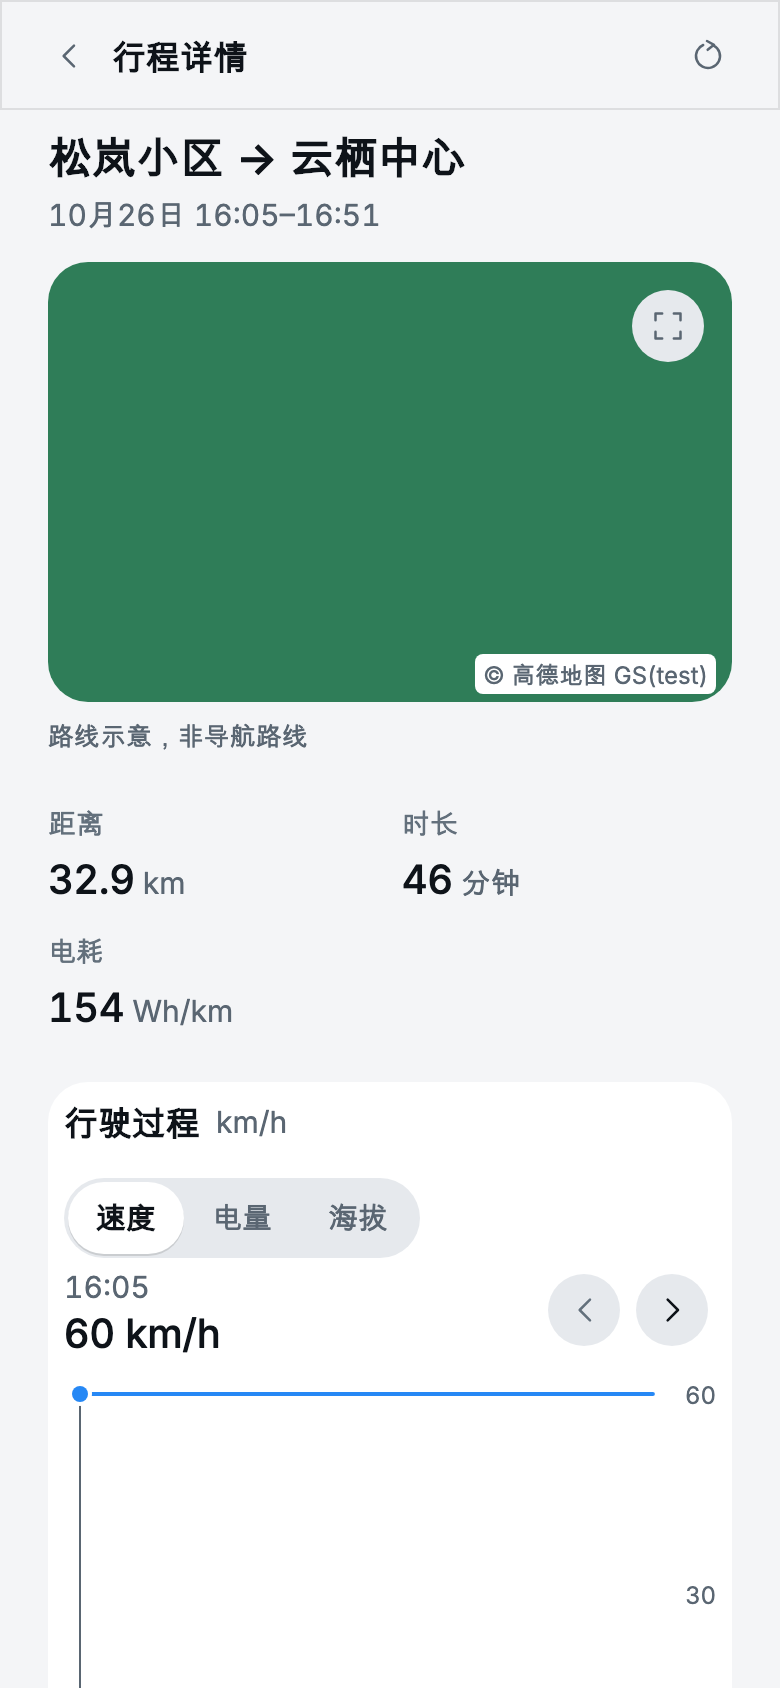 行程详情
松岚小区 → 云栖中心
10月26日 16:05–16:51
© 高德地图 GS(test)
路线示意，非导航路线
距离
32.9 km
时长
46 分钟
电耗
154 Wh/km
行驶过程 km/h
速度 电量 海拔
16:05
60 km/h
60
30